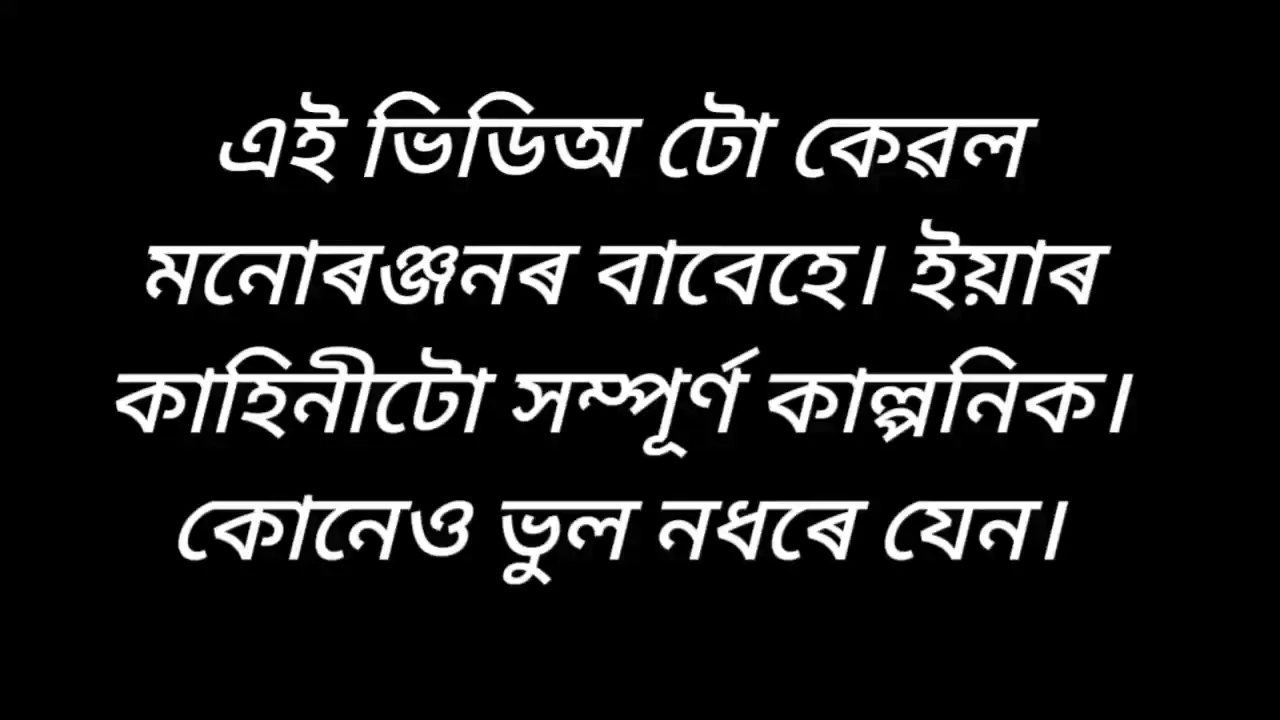 এই ভিডিঅ টো কেৱল
মনোৰঞ্জনৰ বাবেহে। ইয়াৰ
কাহিনীটো সম্পূৰ্ণ কাল্পনিক।
কোনেও ভুল নধৰে যেন।